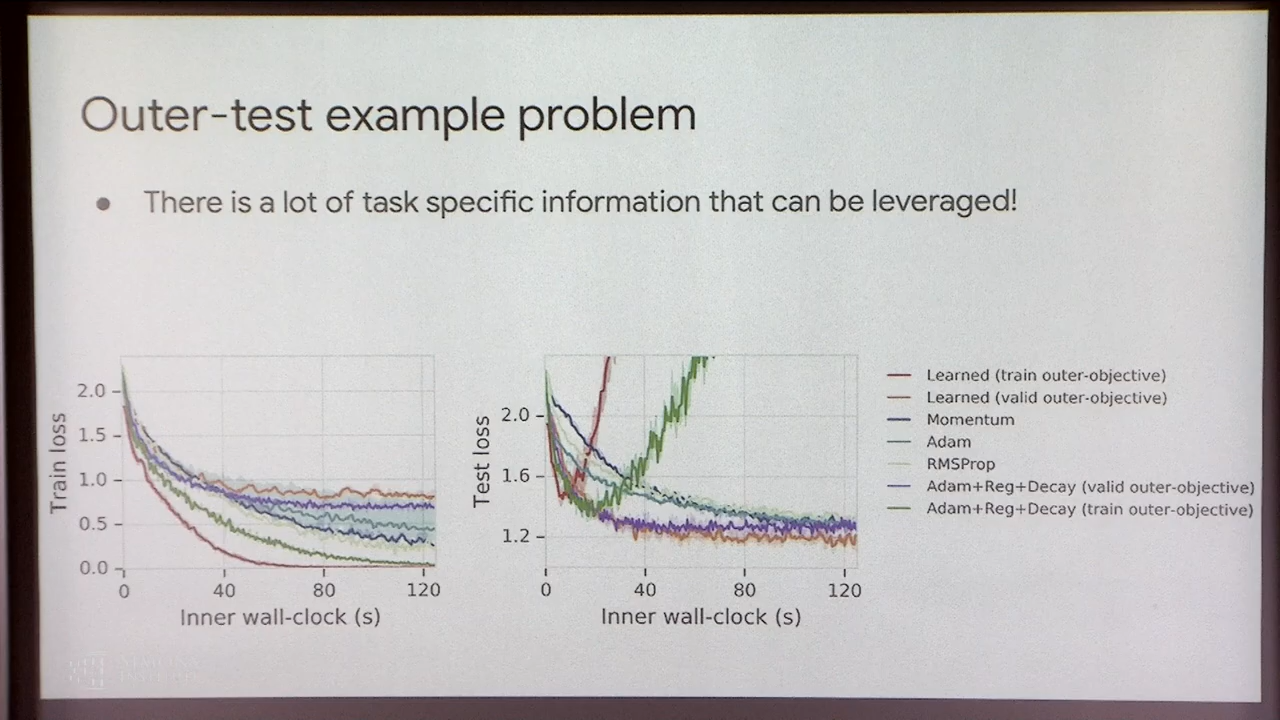 Outer-test example problem
● There is a lot of task specific information that can be leveraged!
Train loss
2.0
1.5
1.0
0.5
0.0
0 40 80 120
Inner wall-clock (s)
Test loss
2.0
1.6
1.2
0 40 80 120
Inner wall-clock (s)
Learned (train outer-objective)
Learned (valid outer-objective)
Momentum
Adam
RMSProp
Adam+Reg+Decay (valid outer-objective)
Adam+Reg+Decay (train outer-objective)